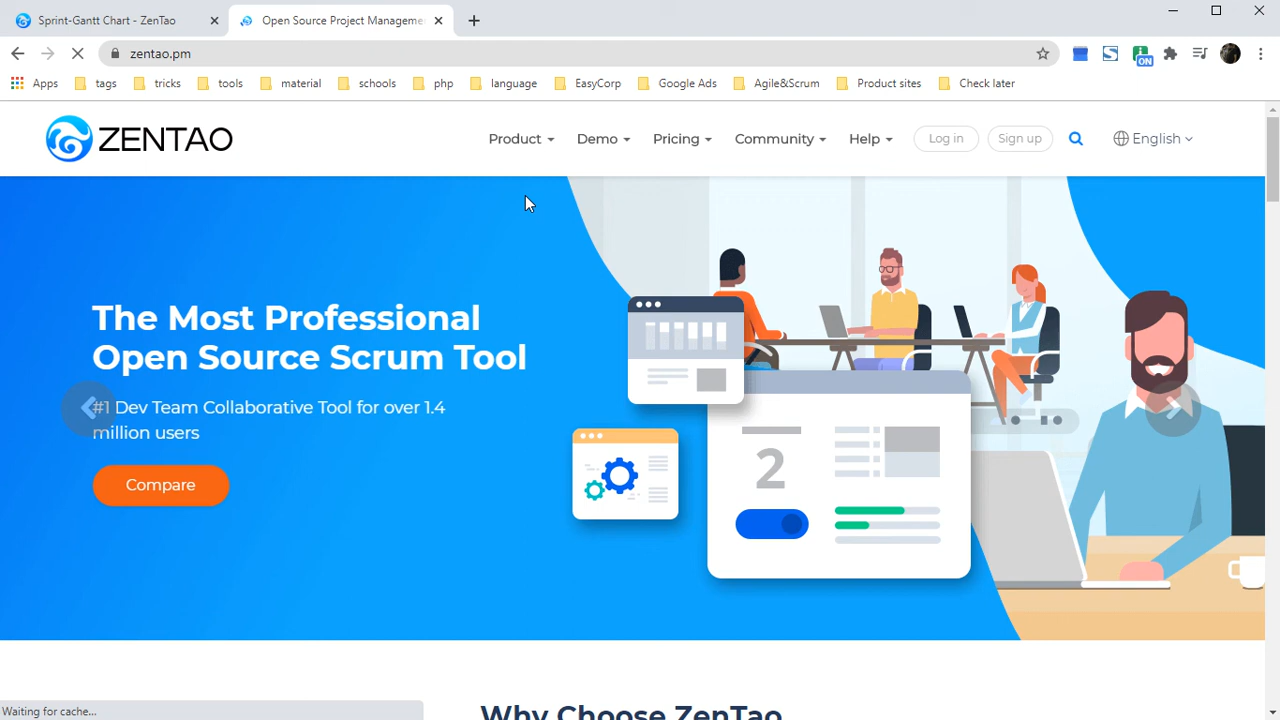 Sprint-Gantt Chart - ZenTao
Open Source Project Manageme
zentao.pm
ON
Apps
tags
tricks
tools
material
schools
php
language
EasyCorp
Google Ads
Agile&Scrum
Product sites
Check later
ZENTAO
Product
Demo
Pricing
Community
Help
Log in
Sign up
English
The Most Professional
Open Source Scrum Tool
#1 Dev Team Collaborative Tool for over 1.4
million users
Compare
2
Why Choose ZenTao
Waiting for cache...